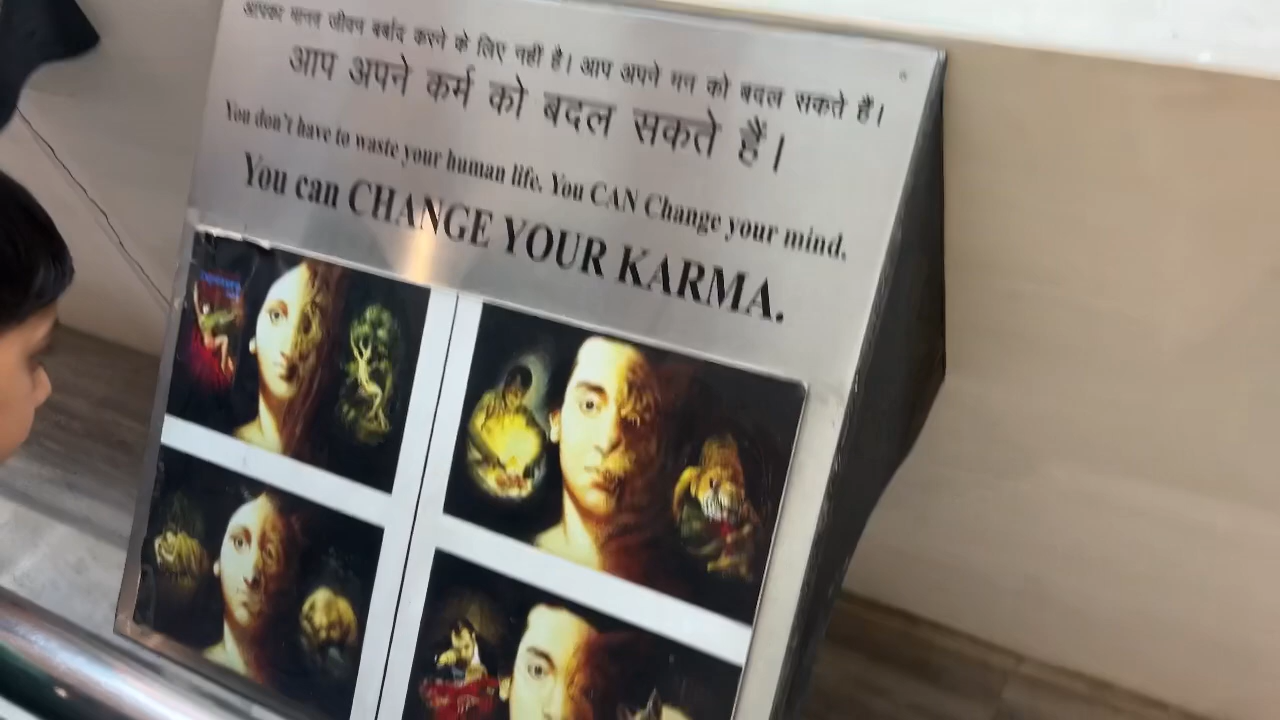 आपका मानव जीवन बर्बाद करने के लिए नहीं है। आप अपने मन को बदल सकते हैं।
आप अपने कर्म को बदल सकते हैं।
You don't have to waste your human life. You CAN Change your mind.
You can CHANGE YOUR KARMA.